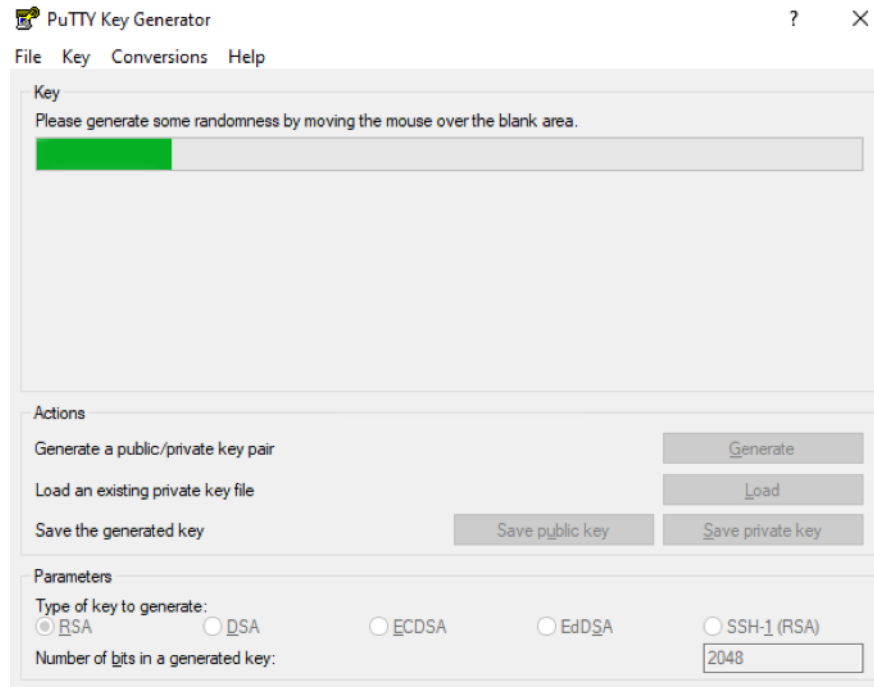 PuTTY Key Generator ? ×
File Key Conversions Help
Key
Please generate some randomness by moving the mouse over the blank area.
Actions
Generate a public/private key pair Generate
Load an existing private key file Load
Save the generated key Save public key Save private key
Parameters
Type of key to generate:
RSA DSA ECDSA EdDSA SSH-1 (RSA)
Number of bits in a generated key: 2048